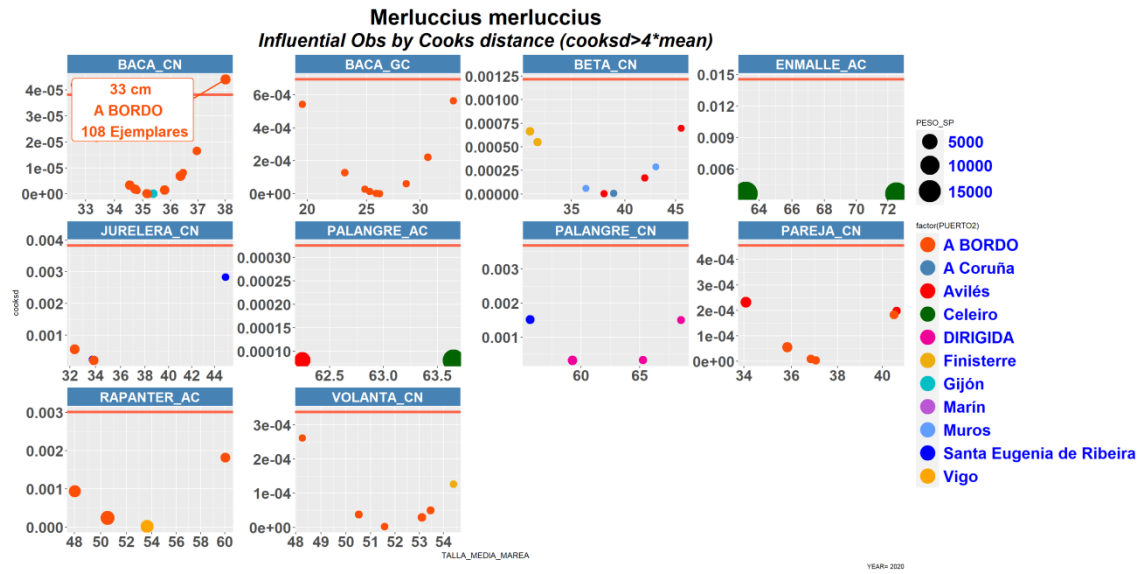 Merluccius merluccius
Influential Obs by Cooks distance (cooksd>4*mean)
BACA_CN
4e-05
3e-05
2e-05
1e-05
0e+00
33 34 35 36 37 38
33 cm
A BORDO
108 Ejemplares
BACA_GC
6e-04
4e-04
2e-04
0e+00
20 25 30
BETA_CN
0.00125
0.00100
0.00075
0.00050
0.00025
0.00000
35 40 45
ENMALLE_AC
0.015
0.012
0.009
0.006
64 66 68 70 72
JURELERA_CN
0.004
0.003
0.002
0.001
32 34 36 38 40 42 44
PALANGRE_AC
0.00030
0.00025
0.00020
0.00015
0.00010
62.5 63.0 63.5
PALANGRE_CN
0.003
0.002
0.001
60 65
PAREJA_CN
4e-04
3e-04
2e-04
1e-04
0e+00
34 36 38 40
RAPANTER_AC
0.003
0.002
0.001
0.000
48 50 52 54 56 58 60
VOLANTA_CN
3e-04
2e-04
1e-04
0e+00
48 49 50 51 52 53 54
cooksd
TALLA_MEDIA_MAREA
PESO_SP
5000
10000
15000
factor(PUERTO2)
A BORDO
A Coruña
Avilés
Celeiro
DIRIGIDA
Finisterre
Gijón
Marín
Muros
Santa Eugenia de Ribeira
Vigo
YEAR= 2020